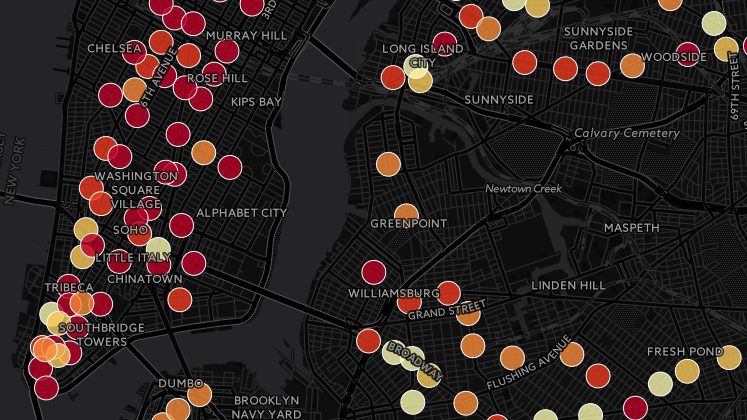 3RD
MURRAY HILL
CHELSEA
SUNNYSIDE
GARDENS
LONG ISLAND
CITY
WOODSIDE
6TH AVENUE
ROSE HILL
69TH STREET
KIPS BAY
SUNNYSIDE
Calvary Cemetery
NEW YORK
WASHINGTON
SQUARE
VILLAGE
Newtown Creek
ALPHABET CITY
GREENPOINT
SOHO
MASPETH
LITTLE ITALY
CHINATOWN
TRIBECA
WILLIAMSBURG
LINDEN HILL
GRAND STREET
SOUTHBRIDGE
TOWERS
BROADWAY
FLUSHING AVENUE
FRESH POND
DUMBO
BROOKLYN
NAVY YARD